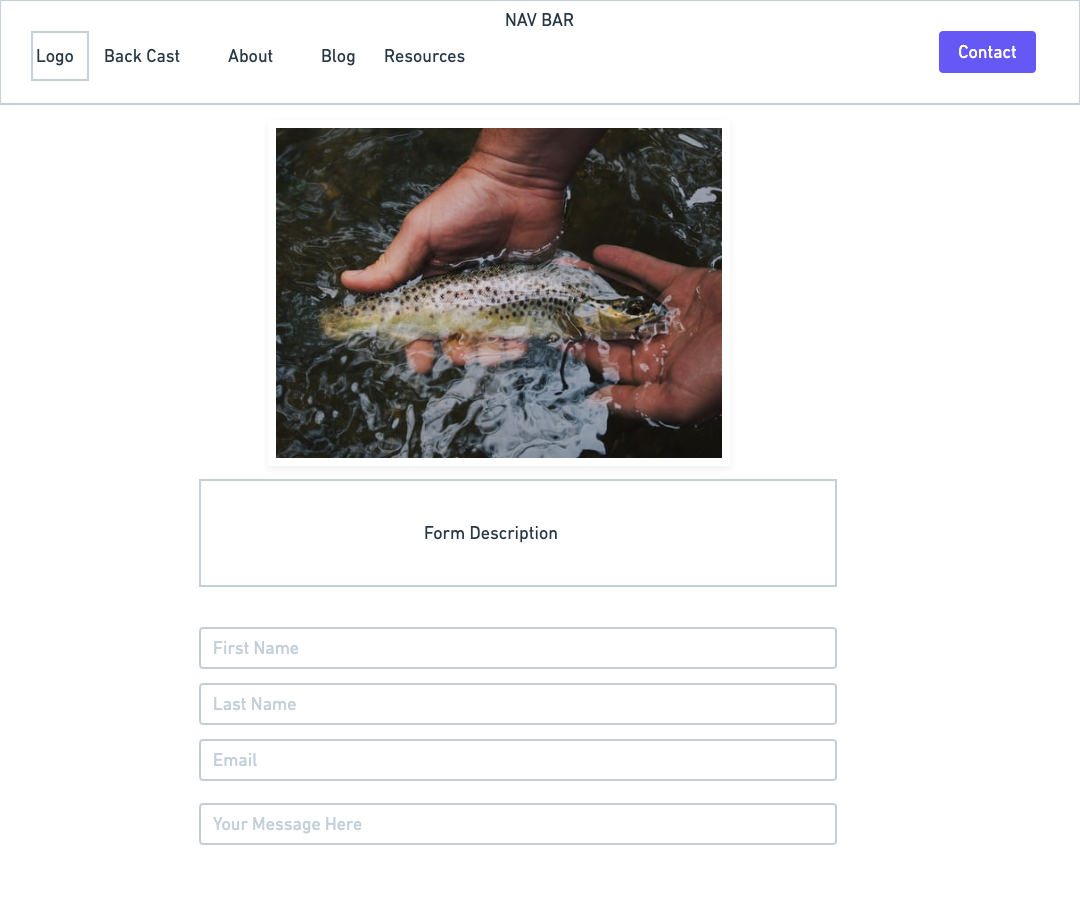 NAV BAR
Logo Back Cast About Blog Resources Contact
Form Description
First Name
Last Name
Email
Your Message Here